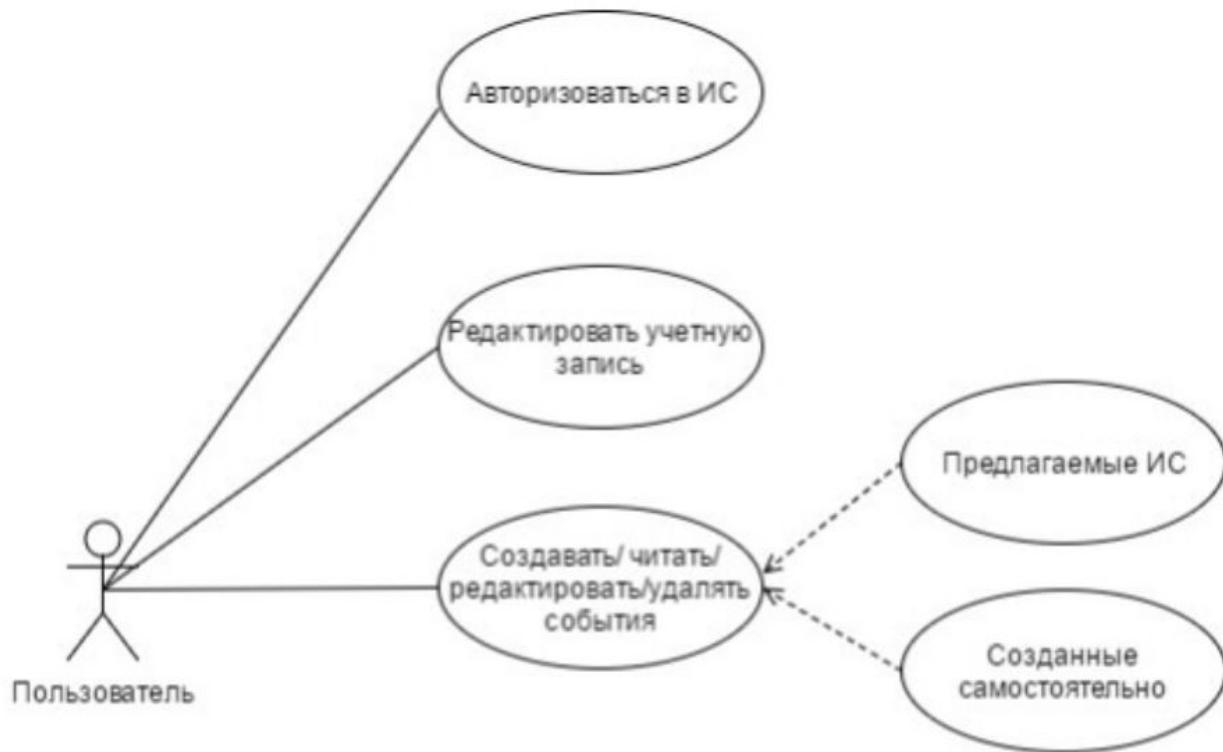 Авторизоваться в ИС
Редактировать учетную
запись
Предлагаемые ИС
Создавать/ читать/
редактировать/удалять
события
Созданные
самостоятельно
Пользователь